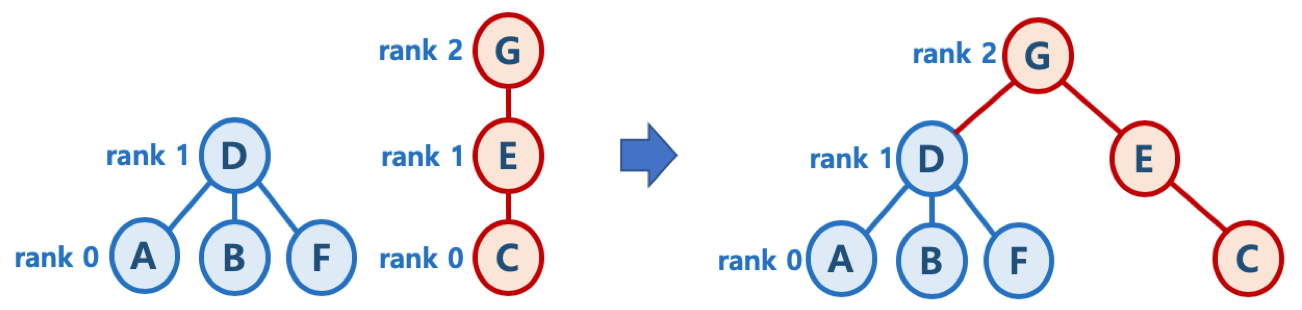 rank 2 G
rank 1 D
rank 1 E
rank 0 A B F
rank 0 C
rank 2 G
rank 1 D E
rank 0 A B F C